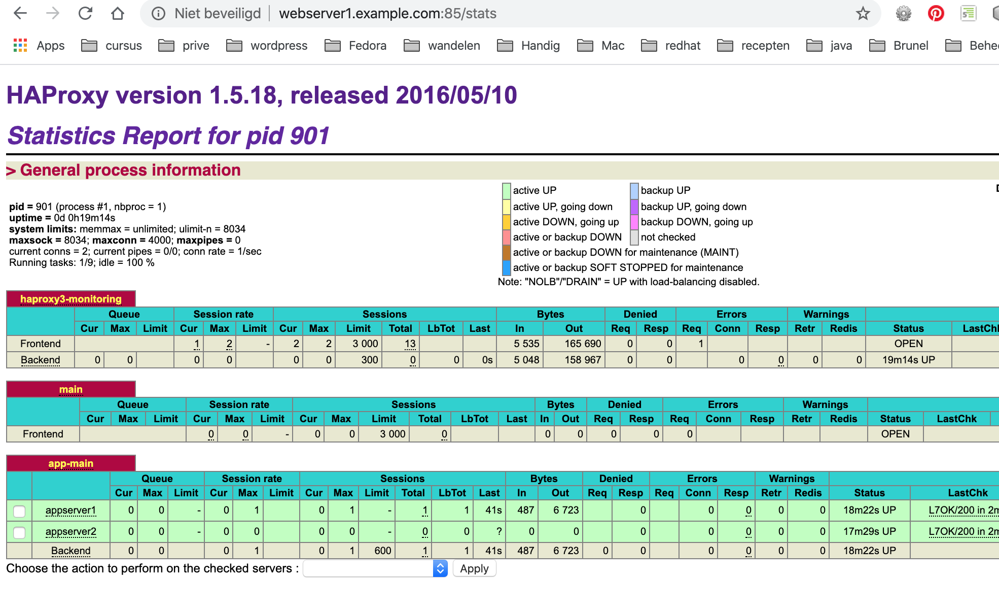 Niet beveiligd webserver1.example.com:85/stats
Apps cursus prive wordpress Fedora wandelen Handig Mac redhat recepten java Brunel
HAProxy version 1.5.18, released 2016/05/10
Statistics Report for pid 901
> General process information
pid = 901 (process #1, nbproc = 1)
uptime = 0d 0h19m14s
system limits: memmax = unlimited; ulimit-n = 8034
maxsock = 8034; maxconn = 4000; maxpipes = 0
current conns = 2; current pipes = 0/0; conn rate = 1/sec
Running tasks: 1/9; idle = 100 %
active UP backup UP
active UP, going down backup UP, going down
active DOWN, going up backup DOWN, going up
active or backup DOWN not checked
active or backup DOWN for maintenance (MAINT)
active or backup SOFT STOPPED for maintenance
Note: "NOLB"/"DRAIN" = UP with load-balancing disabled.
haproxy3-monitoring
Queue Session rate Sessions Bytes Denied Errors Warnings
Cur Max Limit Cur Max Limit Cur Max Limit Total LbTot Last In Out Req Resp Req Conn Resp Retr Redis Status
Frontend 1 2 - 2 2 3 000 13 5 535 165 690 0 0 1 OPEN
Backend 0 0 0 0 0 0 300 0 0 0s 5 048 158 967 0 0 0 0 0 0 19m14s UP
main
Queue Session rate Sessions Bytes Denied Errors Warnings
Cur Max Limit Cur Max Limit Cur Max Limit Total LbTot Last In Out Req Resp Req Conn Resp Retr Redis Status LastChk
Frontend 0 0 - 0 0 3 000 0 0 0 0 0 0 OPEN
app-main
Queue Session rate Sessions Bytes Denied Errors Warnings
Cur Max Limit Cur Max Limit Cur Max Limit Total LbTot Last In Out Req Resp Req Conn Resp Retr Redis Status LastChk
appserver1 0 0 - 0 1 0 1 - 1 1 41s 487 6 723 0 0 0 0 0 18m22s UP L7OK/200 in
appserver2 0 0 - 0 0 0 0 - 0 0 ? 0 0 0 0 0 0 0 17m29s UP L7OK/200 in
Backend 0 0 0 1 0 1 600 1 1 41s 487 6 723 0 0 0 0 0 0 18m22s UP
Choose the action to perform on the checked servers : Apply